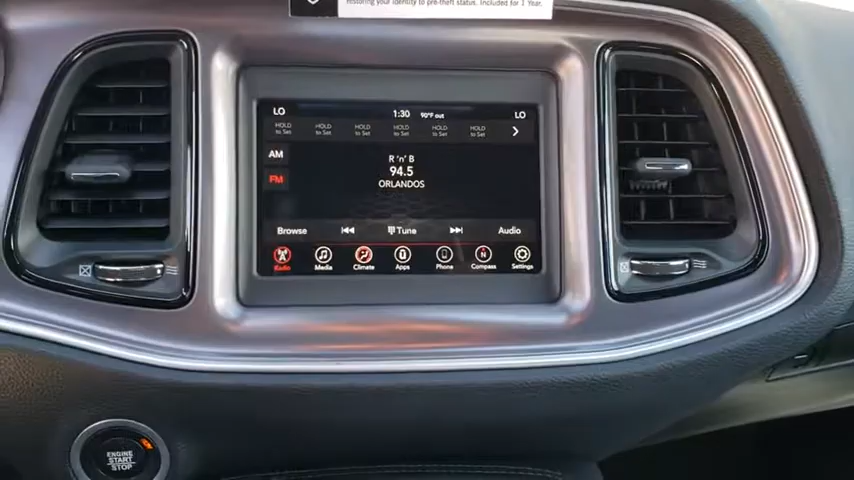 restoring your identity to pre-theft status. Included for 1 Year.
LO 1:30 90°F out LO
HOLD to Set HOLD to Set HOLD to Set HOLD to Set HOLD to Set HOLD to Set
AM
FM
R 'n' B
94.5
ORLANDOS
Browse Tune Audio
Radio Media Climate Apps Phone Compass Settings
N
ENGINE
START
STOP